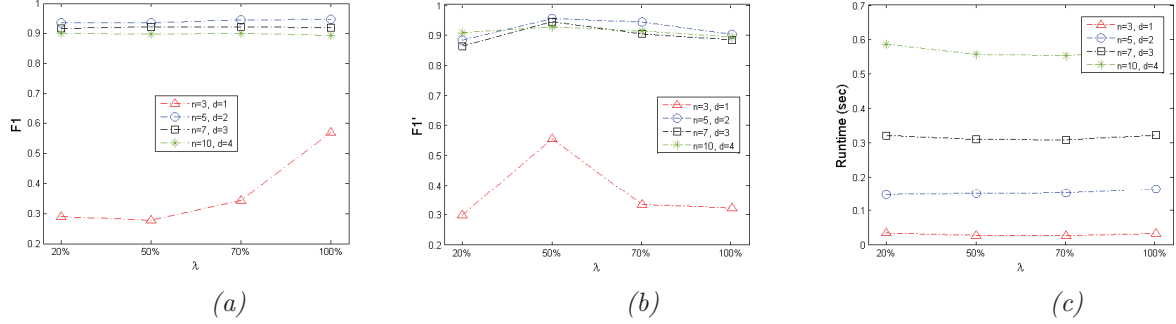 1
0.9
0.8
0.7
0.6
0.5
0.4
0.3
0.2
F1
n=3, d=1
n=5, d=2
n=7, d=3
n=10, d=4
20%
50%
70%
100%
λ
(a)
1
0.9
0.8
0.7
0.6
0.5
0.4
0.3
0.2
F1'
n=3, d=1
n=5, d=2
n=7, d=3
n=10, d=4
20%
50%
70%
100%
λ
(b)
0.7
0.6
0.5
0.4
0.3
0.2
0.1
0
Runtime (sec)
n=3, d=1
n=5, d=2
n=7, d=3
n=10, d=4
20%
50%
70%
100%
λ
(c)